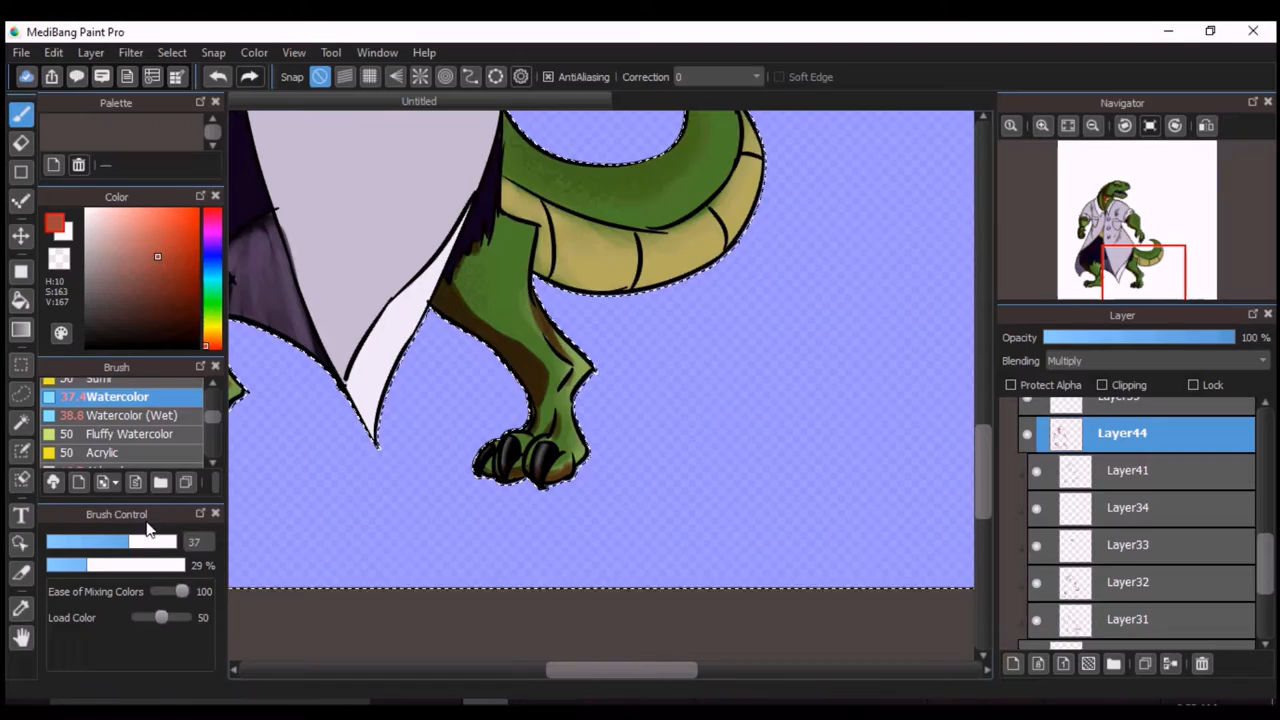 MediBang Paint Pro
File Edit Layer Filter Select Snap Color View Tool Window Help
Snap AntiAliasing Correction 0 Soft Edge
Palette
Untitled
Navigator
Color
H:10
S:163
V:167
Layer
Opacity 100 %
Blending Multiply
Protect Alpha Clipping Lock
Brush
50 Sumi
37.4 Watercolor
38.8 Watercolor (Wet)
50 Fluffy Watercolor
50 Acrylic
Layer44
Layer41
Layer34
Layer33
Layer32
Layer31
Brush Control
37
29 %
Ease of Mixing Colors 100
Load Color 50
T